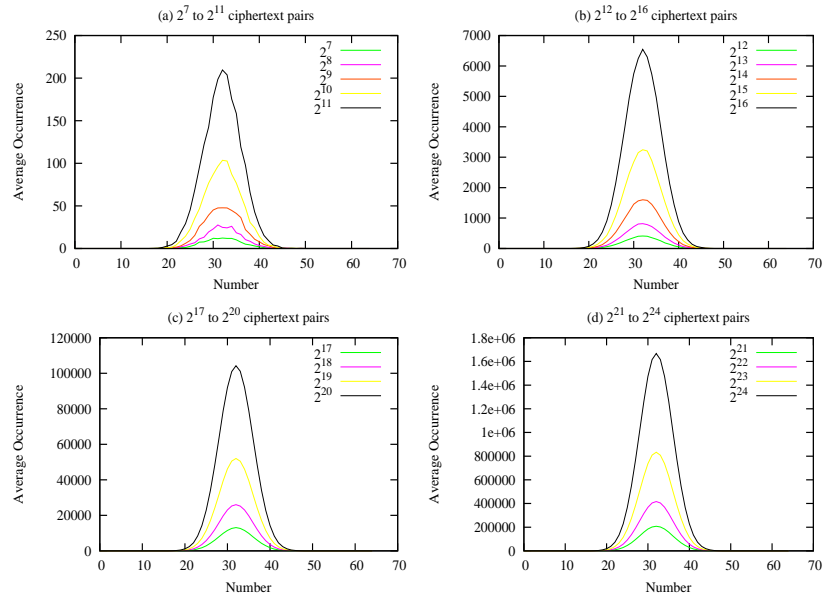 (a) 2^7 to 2^11 ciphertext pairs
250
200
150
100
50
0
0 10 20 30 40 50 60 70
Average Occurrence
Number
2^7
2^8
2^9
2^10
2^11
(b) 2^12 to 2^16 ciphertext pairs
7000
6000
5000
4000
3000
2000
1000
0
0 10 20 30 40 50 60 70
Average Occurrence
Number
2^12
2^13
2^14
2^15
2^16
(c) 2^17 to 2^20 ciphertext pairs
120000
100000
80000
60000
40000
20000
0
0 10 20 30 40 50 60 70
Average Occurrence
Number
2^17
2^18
2^19
2^20
(d) 2^21 to 2^24 ciphertext pairs
1.8e+06
1.6e+06
1.4e+06
1.2e+06
1e+06
800000
600000
400000
200000
0
0 10 20 30 40 50 60 70
Average Occurrence
Number
2^21
2^22
2^23
2^24